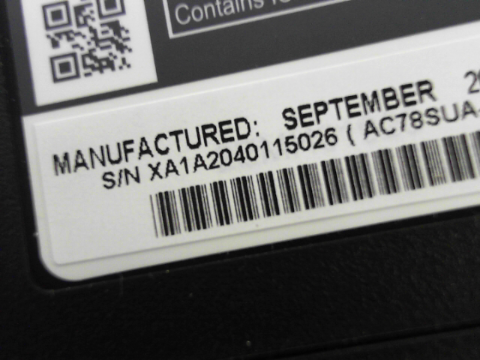 Contains
MANUFACTURED: SEPTEMBER
S/N XA1A2040115026 ( AC78SUA-